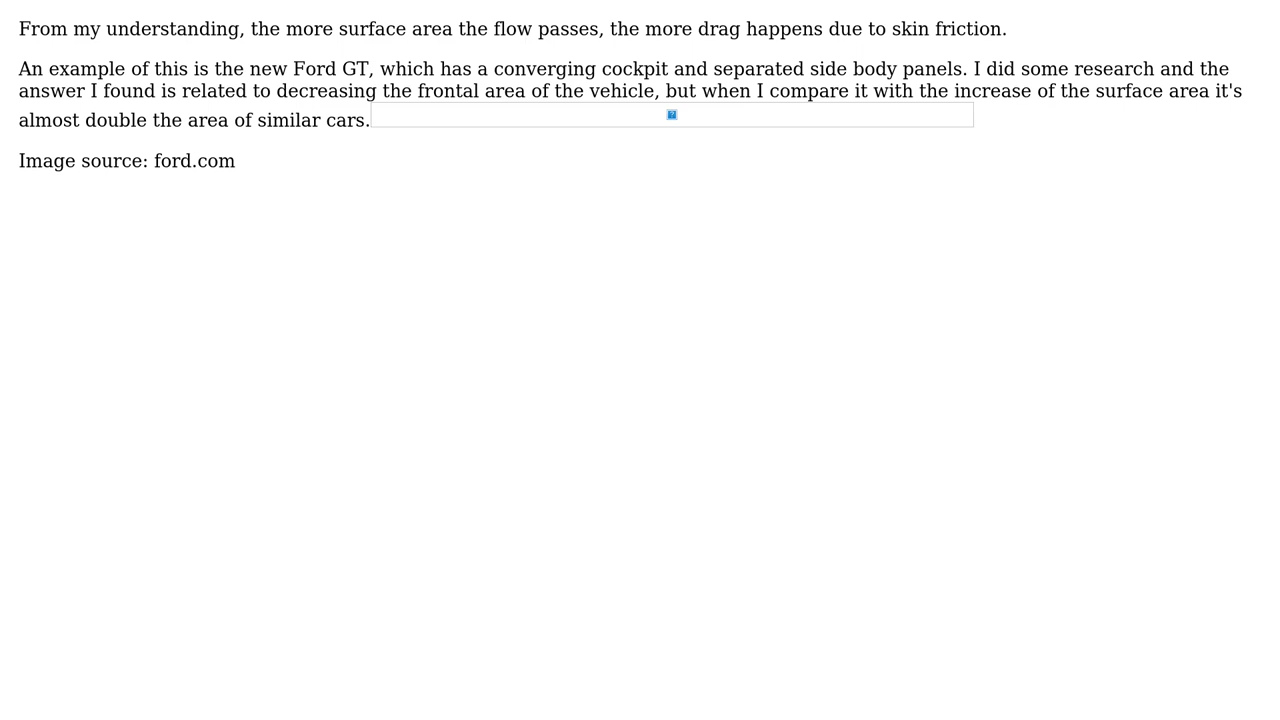 From my understanding, the more surface area the flow passes, the more drag happens due to skin friction.
An example of this is the new Ford GT, which has a converging cockpit and separated side body panels. I did some research and the
answer I found is related to decreasing the frontal area of the vehicle, but when I compare it with the increase of the surface area it's
almost double the area of similar cars.
Image source: ford.com